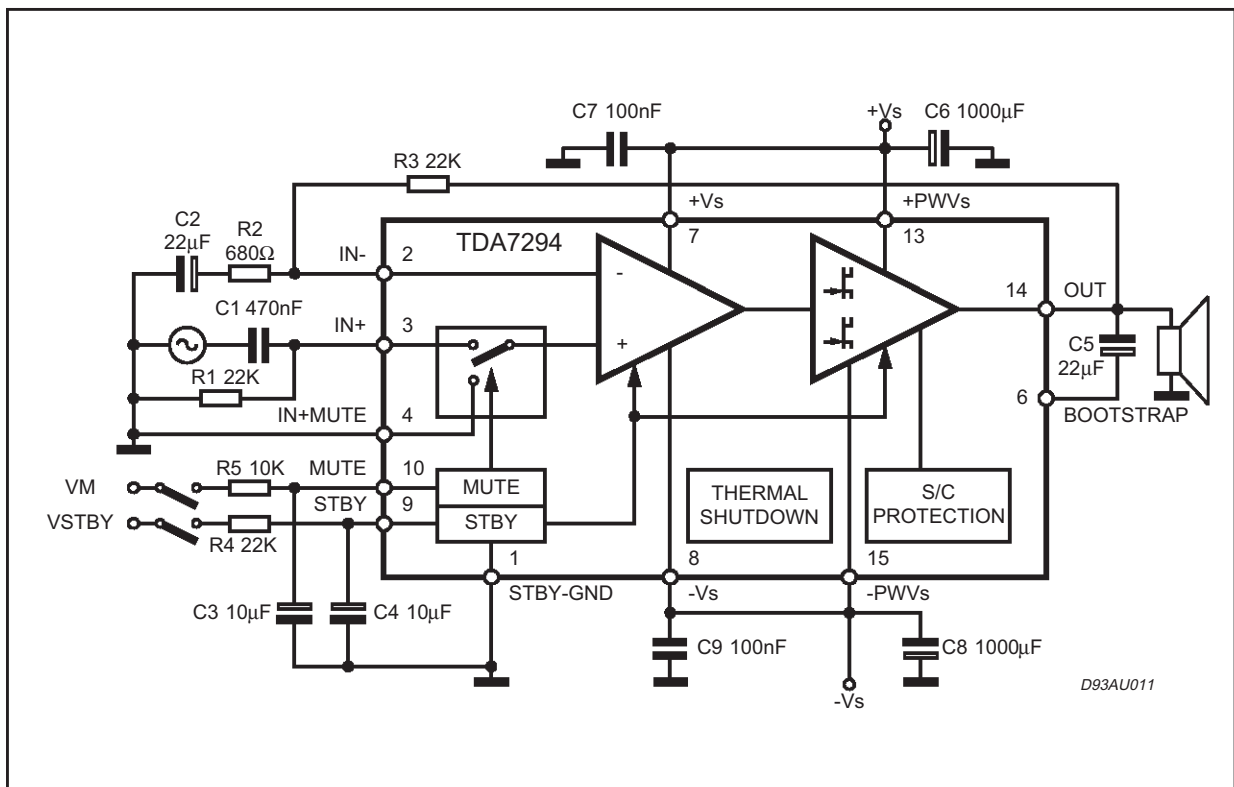 C7 100nF
+Vs
C6 1000μF
R3 22K
+Vs
+PWVs
C2
22μF
R2
680Ω
TDA7294
7
13
IN-
2
-
C1 470nF
IN+
3
14
OUT
+
C5
22μF
R1 22K
IN+MUTE
4
6
BOOTSTRAP
VM
R5 10K
MUTE
10
MUTE
THERMAL
SHUTDOWN
S/C
PROTECTION
VSTBY
STBY
9
STBY
R4 22K
1
8
15
STBY-GND
-Vs
-PWVs
C3 10μF
C4 10μF
C9 100nF
C8 1000μF
-Vs
D93AU011